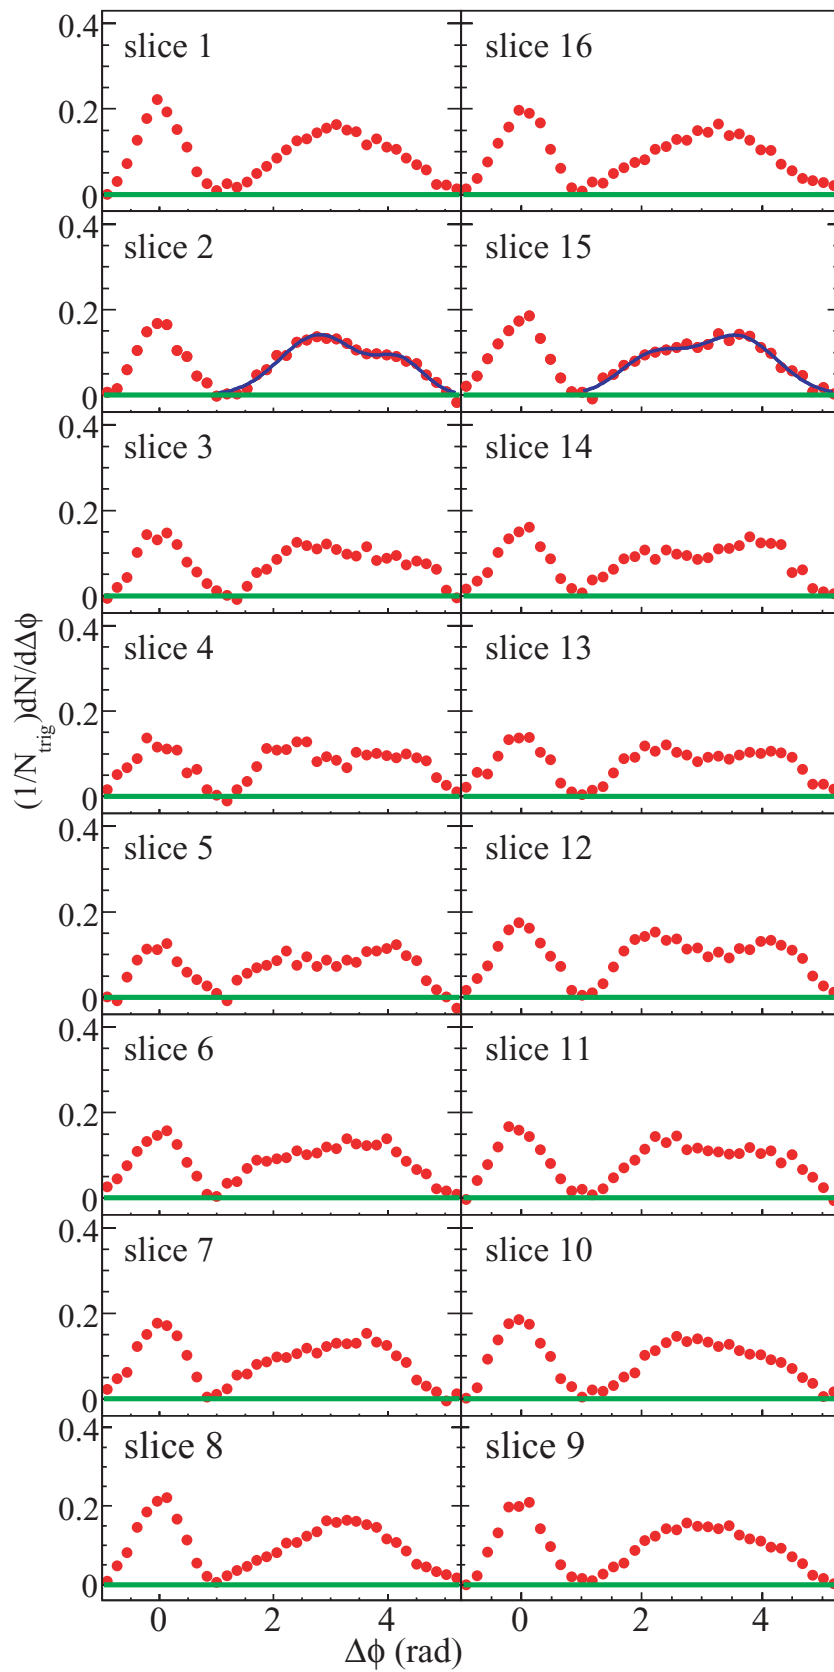 0.4
slice 1
slice 16
0.2
0
0.4
slice 2
slice 15
0.2
0
0.4
slice 3
slice 14
0.2
0
0.4
slice 4
slice 13
0.2
0
(1/N_trig)dN/dΔϕ
0.4
slice 5
slice 12
0.2
0
0.4
slice 6
slice 11
0.2
0
0.4
slice 7
slice 10
0.2
0
0.4
slice 8
slice 9
0.2
0
0 2 4 0 2 4
Δϕ (rad)